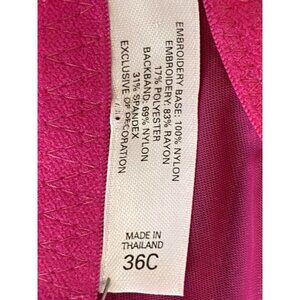 EMBROIDERY BASE: 100% NYLON
EMBROIDERY: 83% RAYON
17% POLYESTER
BACKBAND: 69% NYLON
31% SPANDEX
EXCLUSIVE OF DECORATION
MADE IN
THAILAND
36C